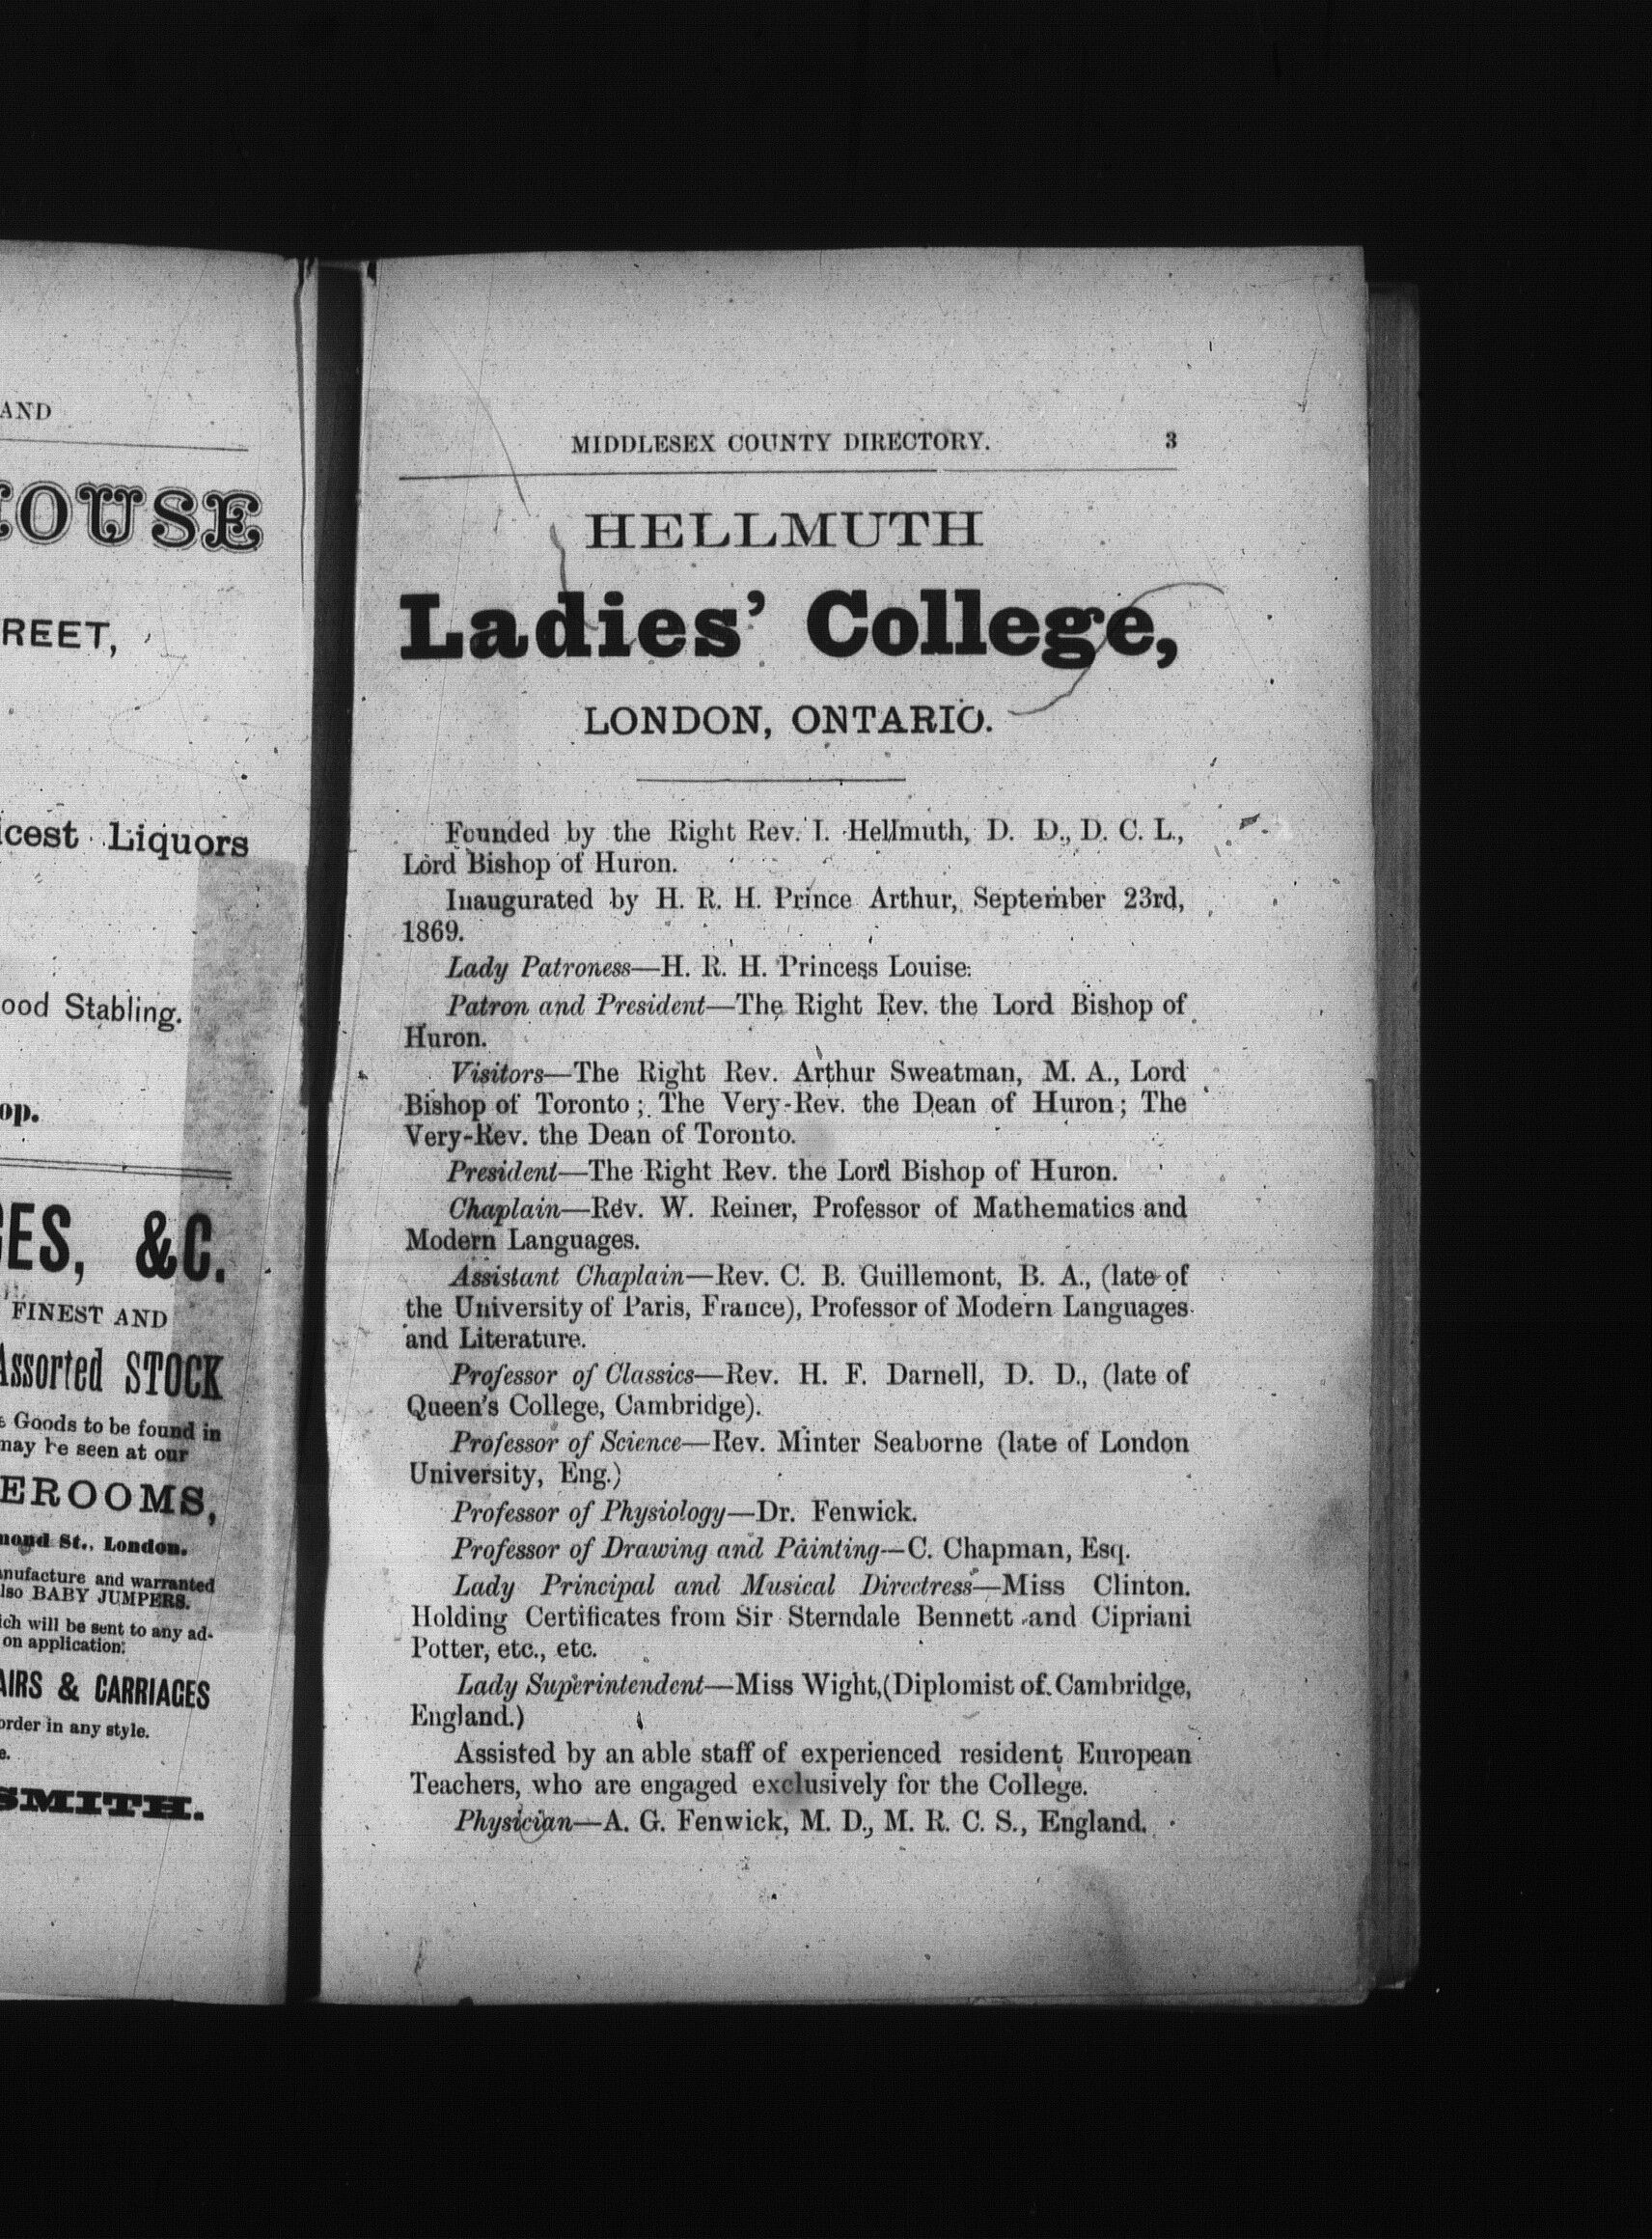 AND
HOUSE
REET,
icest Liquors
ood Stabling.
op.
GES, &C.
FINEST AND
Assorted STOCK
Goods to be found in
may be seen at our
EROOMS,
mond St., London.
anufacture and warranted
lso BABY JUMPERS.
ich will be sent to any ad-
on application.
AIRS & CARRIAGES
order in any style.
e.
SMITH.
MIDDLESEX COUNTY DIRECTORY. 3
HELLMUTH
Ladies' College,
LONDON, ONTARIO.
Founded by the Right Rev. I. Hellmuth, D. D., D. C. L.,
Lord Bishop of Huron.
Inaugurated by H. R. H. Prince Arthur, September 23rd,
1869.
Lady Patroness—H. R. H. Princess Louise.
Patron and President—The Right Rev. the Lord Bishop of
Huron.
Visitors—The Right Rev. Arthur Sweatman, M. A., Lord
Bishop of Toronto; The Very-Rev. the Dean of Huron; The
Very-Rev. the Dean of Toronto.
President—The Right Rev. the Lord Bishop of Huron.
Chaplain—Rev. W. Reiner, Professor of Mathematics and
Modern Languages.
Assistant Chaplain—Rev. C. B. Guillemont, B. A., (late of
the University of Paris, France), Professor of Modern Languages
and Literature.
Professor of Classics—Rev. H. F. Darnell, D. D., (late of
Queen's College, Cambridge).
Professor of Science—Rev. Minter Seaborne (late of London
University, Eng.)
Professor of Physiology—Dr. Fenwick.
Professor of Drawing and Painting—C. Chapman, Esq.
Lady Principal and Musical Directress—Miss Clinton.
Holding Certificates from Sir Sterndale Bennett and Cipriani
Potter, etc., etc.
Lady Superintendent—Miss Wight, (Diplomist of Cambridge,
England.)
Assisted by an able staff of experienced resident European
Teachers, who are engaged exclusively for the College.
Physician—A. G. Fenwick, M. D., M. R. C. S., England.